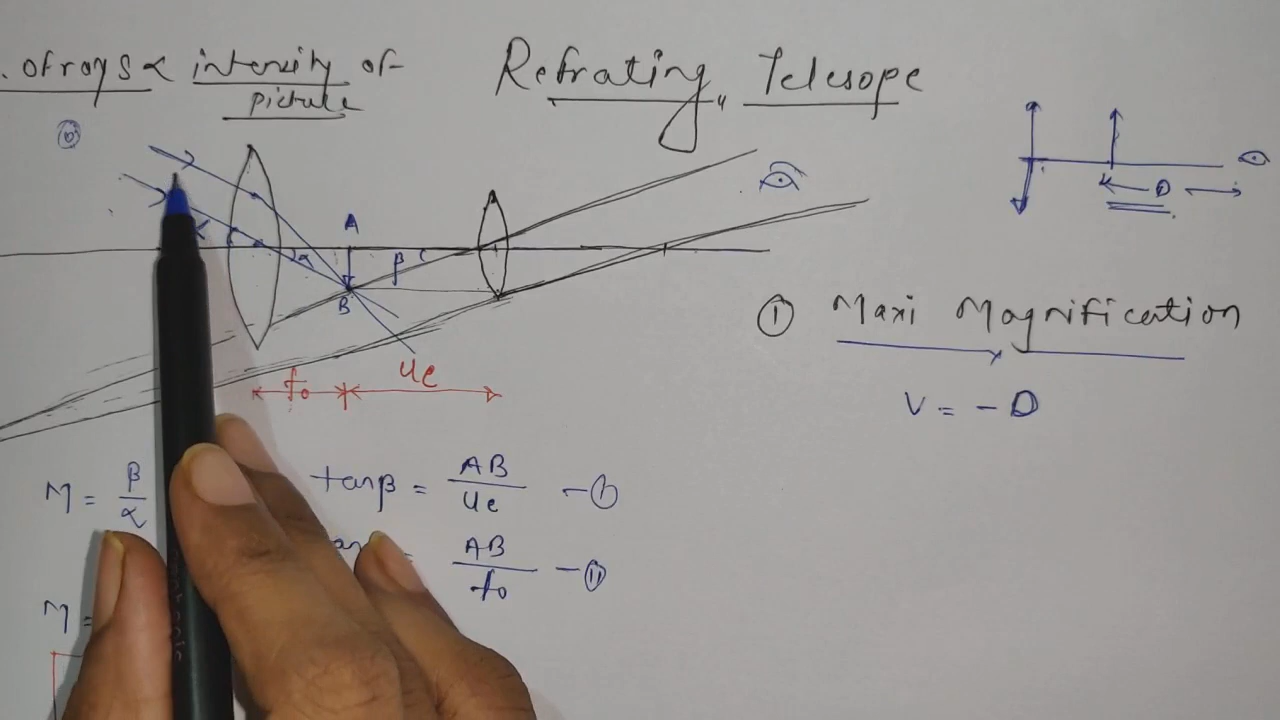 . of rays ∝ intensity of
picture
Refrating Telesope
D
α
α
A
β
B
fo
ue
① Maxi Magnification
V = - D
M = β/α
tanβ = AB/ue —①
= AB/fo —⑪
M =